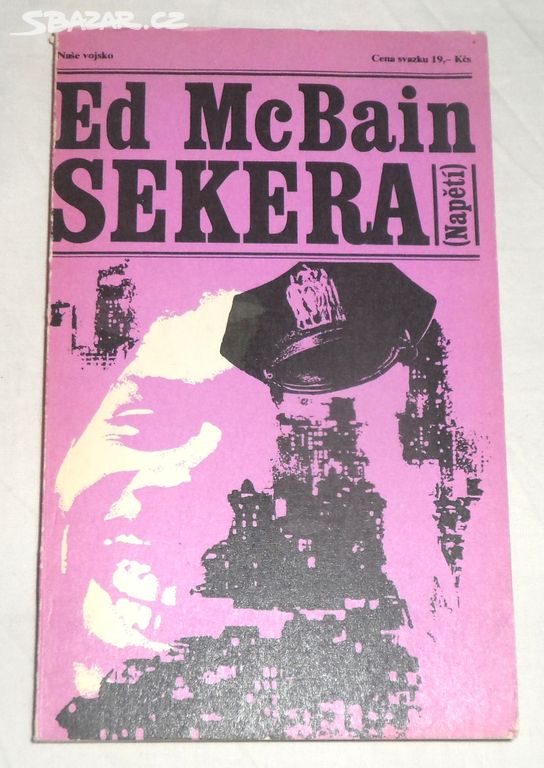 SBAZAR.CZ
Naše vojsko
Cena svazku 19,- Kčs
Ed McBain
SEKERA
(Napětí)